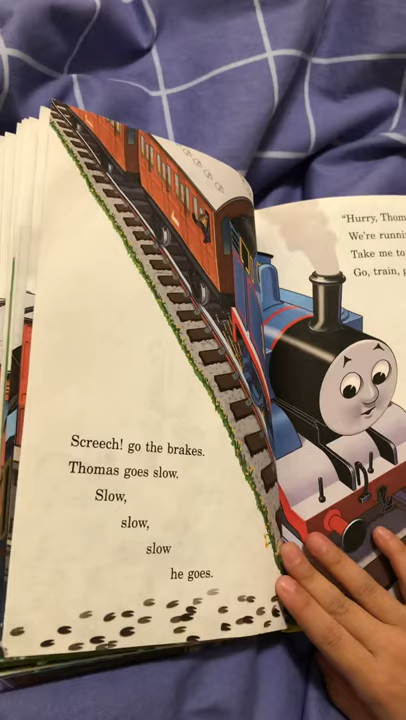 Screech! go the brakes.
Thomas goes slow.
Slow,
slow,
slow
he goes.
"Hurry, Thom
We're runni
Take me to
Go, train, g